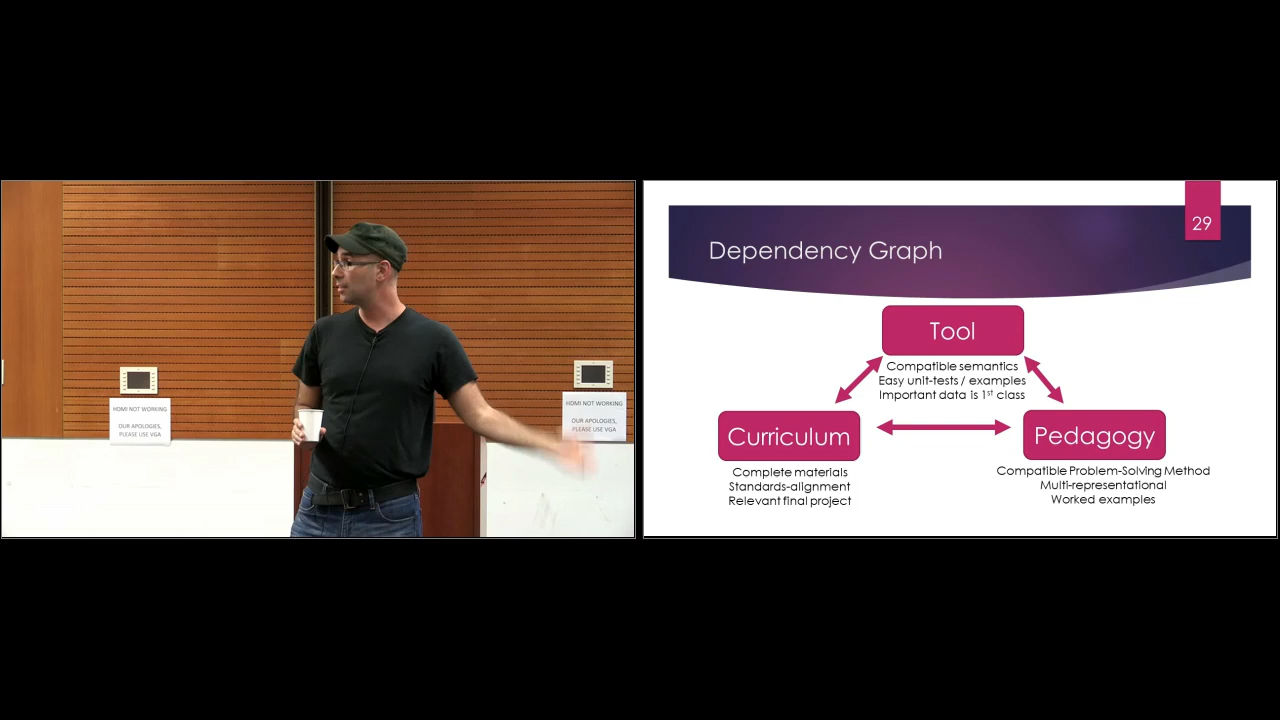 HDMI NOT WORKING
OUR APOLOGIES,
PLEASE USE VGA
HDMI NOT WORKING
OUR APOLOGIES,
PLEASE USE VGA
29
Dependency Graph
Tool
Compatible semantics
Easy unit-tests / examples
Important data is 1st class
Curriculum
Complete materials
Standards-alignment
Relevant final project
Pedagogy
Compatible Problem-Solving Method
Multi-representational
Worked examples